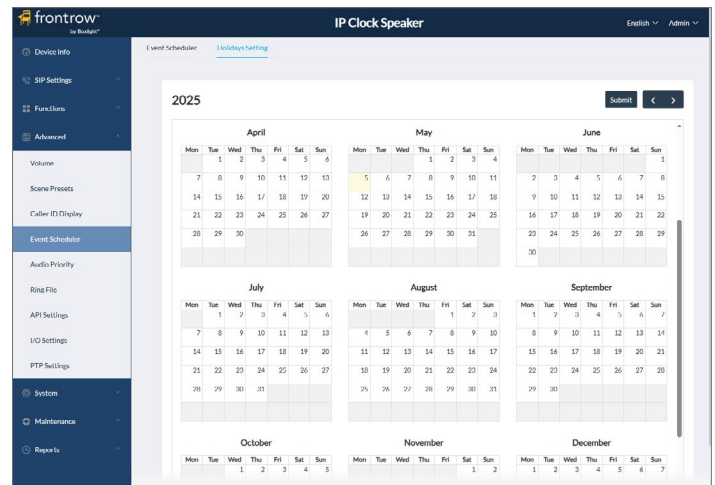 frontrow™
by Boxlight®
IP Clock Speaker
English
Admin
Device Info
SIP Settings
Functions
Advanced
Volume
Scene Presets
Caller ID Display
Event Scheduler
Audio Priority
Ring File
API Settings
I/O Settings
PTP Settings
System
Maintenance
Reports
Event Scheduler
Holidays Setting
2025
Submit < >
April May June
Mon Tue Wed Thu Fri Sat Sun Mon Tue Wed Thu Fri Sat Sun Mon Tue Wed Thu Fri Sat Sun
1 2 3 4 5 6 1 2 3 4 1
7 8 9 10 11 12 13 5 6 7 8 9 10 11 2 3 4 5 6 7 8
14 15 16 17 18 19 20 12 13 14 15 16 17 18 9 10 11 12 13 14 15
21 22 23 24 25 26 27 19 20 21 22 23 24 25 16 17 18 19 20 21 22
28 29 30 26 27 28 29 30 31 23 24 25 26 27 28 29
30
July August September
Mon Tue Wed Thu Fri Sat Sun Mon Tue Wed Thu Fri Sat Sun Mon Tue Wed Thu Fri Sat Sun
1 2 3 4 5 6 1 2 3 1 2 3 4 5 6 7
7 8 9 10 11 12 13 4 5 6 7 8 9 10 8 9 10 11 12 13 14
14 15 16 17 18 19 20 11 12 13 14 15 16 17 15 16 17 18 19 20 21
21 22 23 24 25 26 27 18 19 20 21 22 23 24 22 23 24 25 26 27 28
28 29 30 31 25 26 27 28 29 30 31 29 30
October November December
Mon Tue Wed Thu Fri Sat Sun Mon Tue Wed Thu Fri Sat Sun Mon Tue Wed Thu Fri Sat Sun
1 2 3 4 5 1 2 1 2 3 4 5 6 7